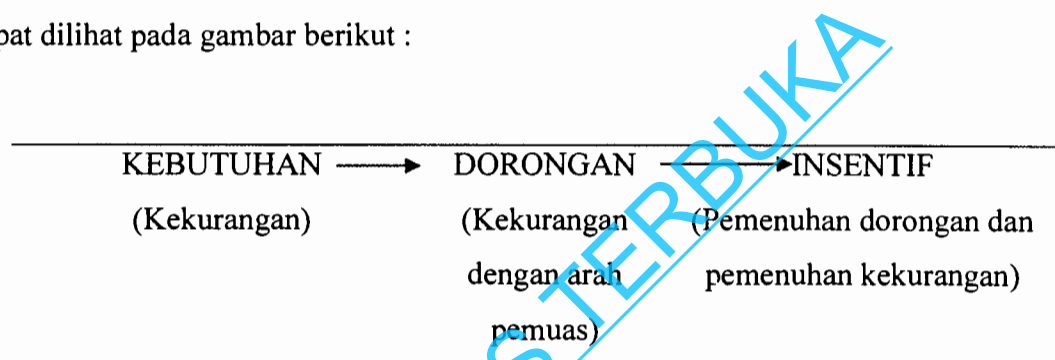 pat dilihat pada gambar berikut :
KEBUTUHAN DORONGAN INSENTIF
(Kekurangan) (Kekurangan (Pemenuhan dorongan dan
dengan arah pemenuhan kekurangan)
pemuas)
S TERBUKA